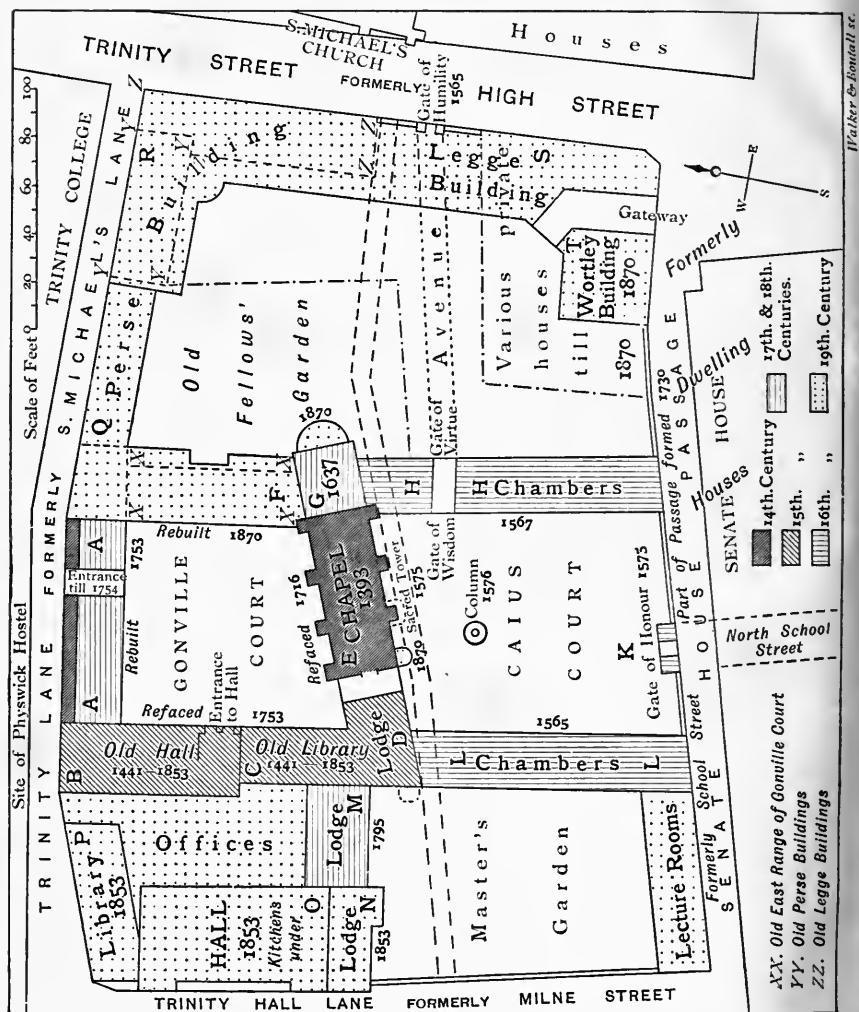 Site of Physwick Hostel
TRINITY LANE FORMERLY S. MICHAEL'S LANE
TRINITY COLLEGE
Scale of Feet 0 20 40 60 80 100
TRINITY STREET FORMERLY HIGH STREET
S. MICHAEL'S
CHURCH
Houses
Gate of
Humility
1565
Z
Y
R
Building
Y
Y
Y
Z
Z
Legge
Building
S
Gateway
T
Wortley
Building
1870
Various private
houses
till
1870
Avenue
Old
Fellows'
Garden
Q Perse
X
X
X
X
F
1870
G
1637
Gate of
Virtue
H
H Chambers
1567
Gate of
Wisdom
A
A
1753
Entrance
till 1754
Rebuilt
Rebuilt
1870
GONVILLE
COURT
Refaced
1753
Refaced
1716
E CHAPEL
1393
Sacred Tower
1575
1870
Column
1576
CAIUS
COURT
K
Gate of Honour 1575
Entrance
to Hall
B
Old Hall
1441–1853
C
Old Library
1441–1853
Lodge
D
1565
L Chambers L
Library P
1853
Offices
Lodge M
1795
HALL
1853
Kitchens
under
O
Lodge N
1853
Master's
Garden
Lecture Rooms
TRINITY HALL LANE FORMERLY MILNE STREET
Formerly School Street
SENATE HOUSE PASSAGE
Part of Passage formed 1730
Formerly Dwelling Houses
SENATE HOUSE
North School
Street
N
E
S
W
14th. Century
15th. ,,
16th. ,,
17th. & 18th.
Centuries.
19th. Century
XX. Old East Range of Gonville Court
YY. Old Perse Buildings
ZZ. Old Legge Buildings
Walker & Boutall sc.